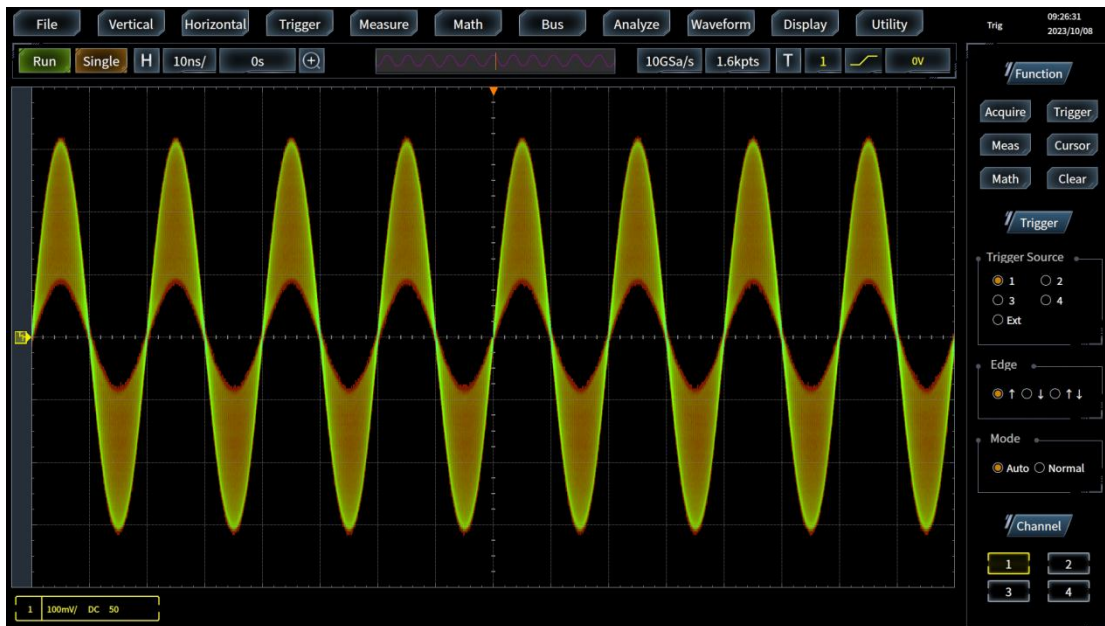 File Vertical Horizontal Trigger Measure Math Bus Analyze Waveform Display Utility Trig 09:26:31
2023/10/08
Run Single H 10ns/ 0s 10GSa/s 1.6kpts T 1 0V
Function
Acquire Trigger
Meas Cursor
Math Clear
Trigger
Trigger Source
1 2
3 4
Ext
Edge
↑ ↓ ↑↓
Mode
Auto Normal
Channel
1 2
3 4
1 100mV/ DC 50